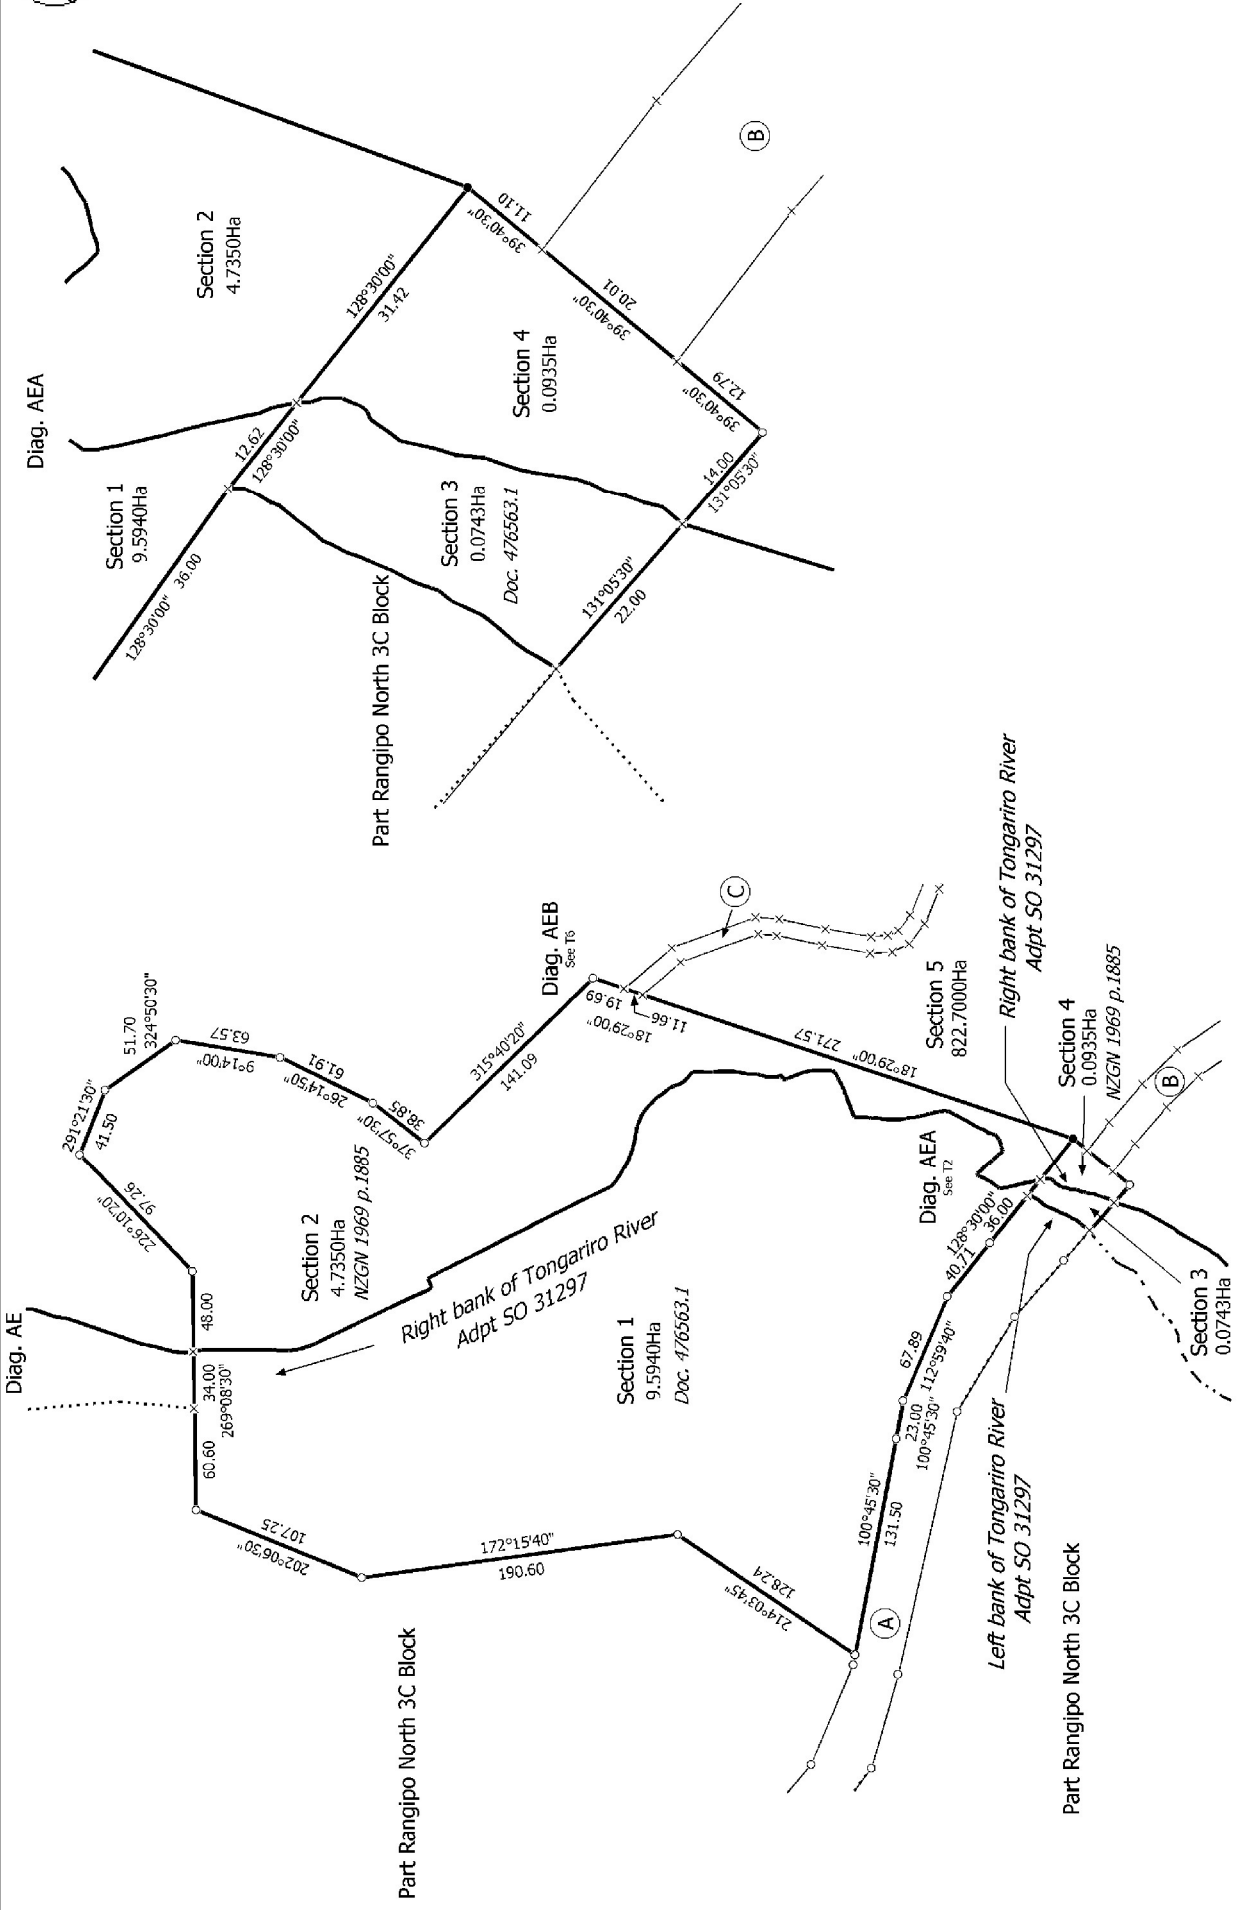 Diag. AE
Diag. AEA
Section 1
9.5940Ha
Section 2
4.7350Ha
128°30'00" 36.00
12.62
128°30'00"
128°30'00"
31.42
39°40'30"
11.10
39°40'30"
20.01
39°40'30"
12.79
14.00
131°05'30"
131°05'30"
22.00
Section 3
0.0743Ha
Doc. 476563.1
Section 4
0.0935Ha
Part Rangipo North 3C Block
B
60.60
34.00
269°08'30"
48.00
226°10'20"
97.26
291°21'30"
41.50
51.70
324°50'30"
9°14'00"
63.57
26°14'50"
61.91
37°57'30"
38.85
315°40'20"
141.09
Diag. AEB
See T6
C
19.69
18°29'00"
11.66
271.57
18°29'00"
Section 2
4.7350Ha
NZGN 1969 p.1885
Right bank of Tongariro River
Adpt SO 31297
Section 1
9.5940Ha
Doc. 476563.1
Section 5
822.7000Ha
Right bank of Tongariro River
Adpt SO 31297
Section 4
0.0935Ha
NZGN 1969 p.1885
B
Diag. AEA
See T2
128°30'00"
40.71
36.00
67.89
112°59'40"
23.00
100°45'30"
100°45'30"
131.50
214°03'45"
128.24
172°15'40"
190.60
202°06'30"
107.25
A
Section 3
0.0743Ha
Left bank of Tongariro River
Adpt SO 31297
Part Rangipo North 3C Block
Part Rangipo North 3C Block